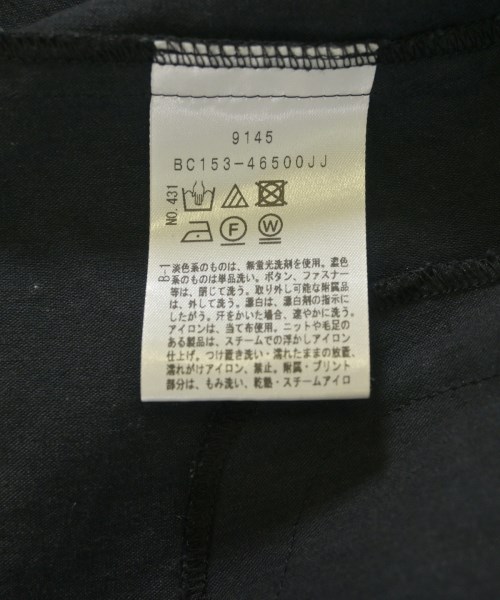 9145
BC153-46500JJ
NO.431
F
W
B-1
淡色系のものは、無蛍光洗剤を使用。濃色
系のものは単品洗い。ボタン、ファスナー
等は、閉じて洗う。取り外し可能な附属品
は、外して洗う。漂白は、漂白剤の指示に
したがう。汗をかいた場合、速やかに洗う。
アイロンは、当て布使用。ニットや毛足の
ある製品は、スチームでの浮かしアイロン
仕上げ。つけ置き洗い・濡れたままの放置、
濡れがけアイロン、禁止。附属・プリント
部分は、もみ洗い、乾塾・スチームアイロ